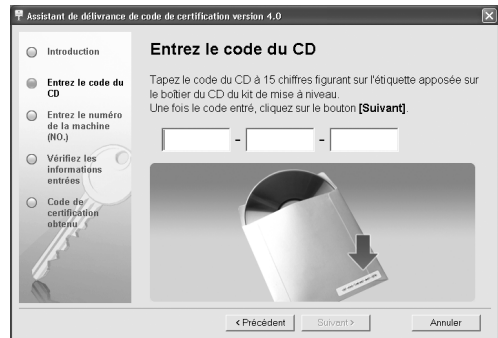 Assistant de délivrance de code de certification version 4.0
Introduction
Entrez le code du
CD
Entrez le numéro
de la machine
(NO.)
Vérifiez les
informations
entrées
Code de
certification
obtenu
Entrez le code du CD
Tapez le code du CD à 15 chiffres figurant sur l'étiquette apposée sur
le boîtier du CD du kit de mise à niveau.
Une fois le code entré, cliquez sur le bouton [Suivant].
- -
< Précédent
Suivant >
Annuler